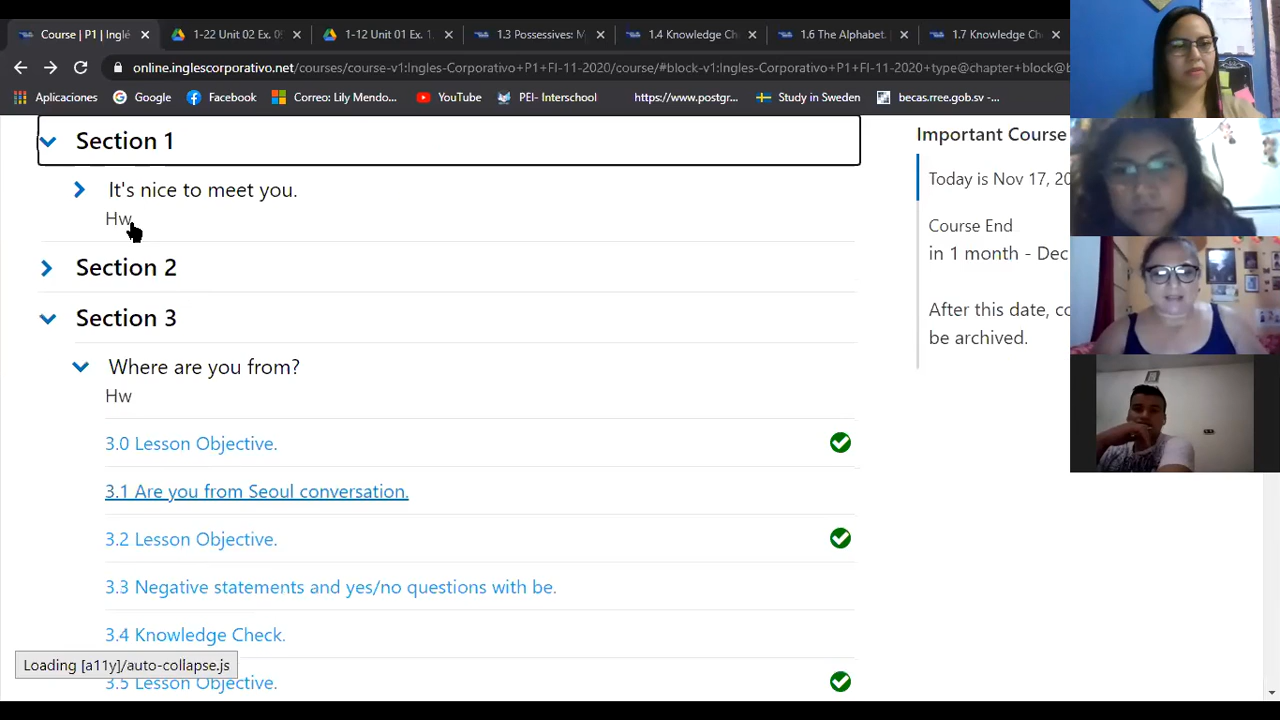 Course | P1 | Inglé
1-22 Unit 02 Ex. 09
1-12 Unit 01 Ex. 1
1.4 Knowledge Ch
1.6 The Alphabet.
1.7 Knowledge Ch
online.inglescorporativo.net/courses/course-v1:Ingles-Corporativo+P1+FI-11-2020/course/#block-v1:Ingles-Corporativo+P1+FI-11-2020+type@chapter+block@
Aplicaciones
Google
Facebook
Correo: Lily Mendo...
YouTube
PEI- Interschool
https://www.postgr...
Study in Sweden
becas.rree.gob.sv -...
Section 1
It's nice to meet you.
Hw
Section 2
Section 3
Where are you from?
Hw
3.0 Lesson Objective.
3.1 Are you from Seoul conversation.
3.2 Lesson Objective.
3.3 Negative statements and yes/no questions with be.
3.4 Knowledge Check.
3.5 Lesson Objective.
Loading [a11y]/auto-collapse.js
Important Course
Today is Nov 17, 20
Course End
in 1 month - Dec
After this date, co
be archived.